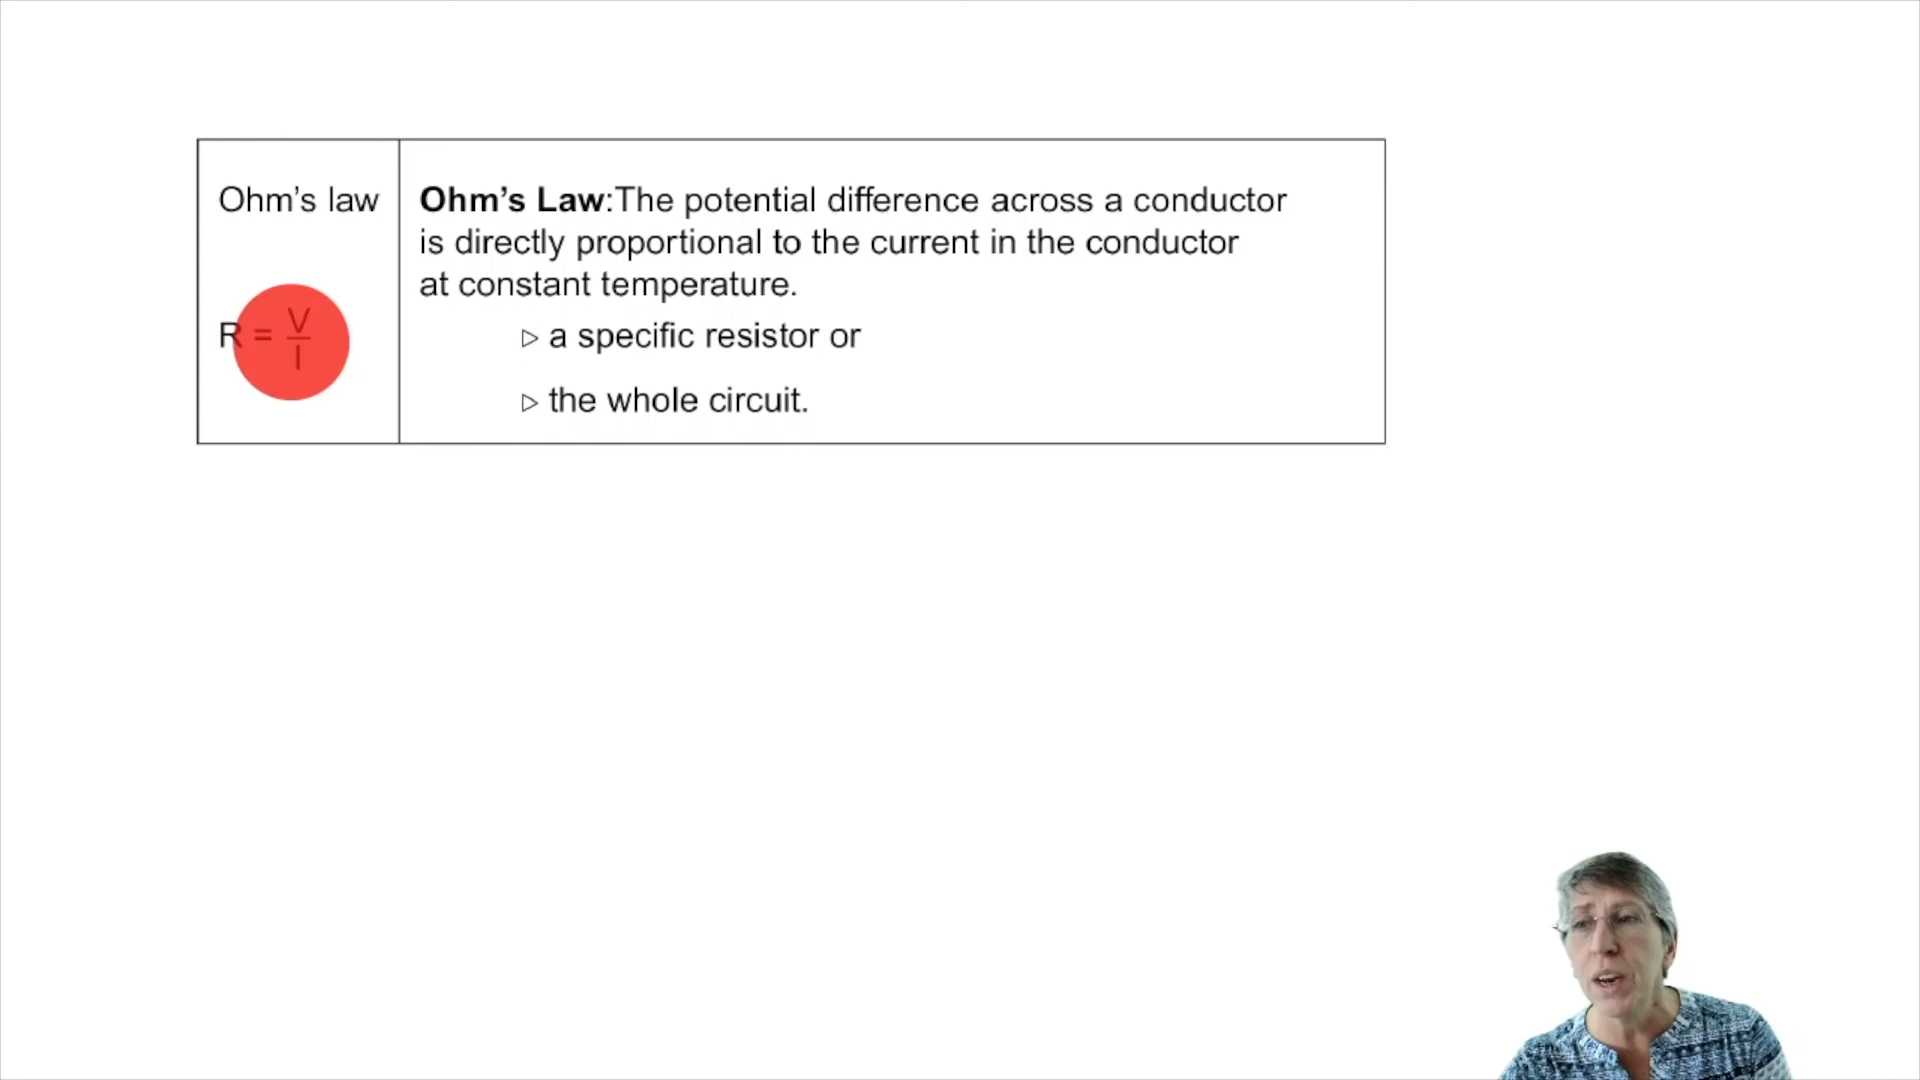 Ohm’s law
R = V/I
Ohm’s Law:The potential difference across a conductor
is directly proportional to the current in the conductor
at constant temperature.
▷ a specific resistor or
▷ the whole circuit.